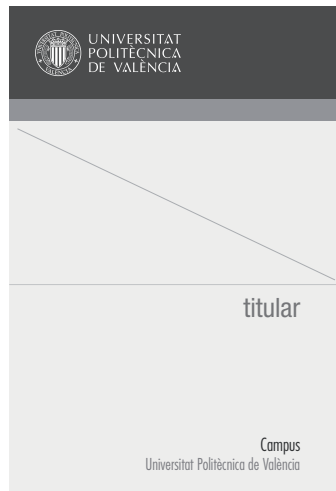 UNIVERSITAT
POLITÈCNICA
DE VALÈNCIA
titular
Campus
Universitat Politècnica de València